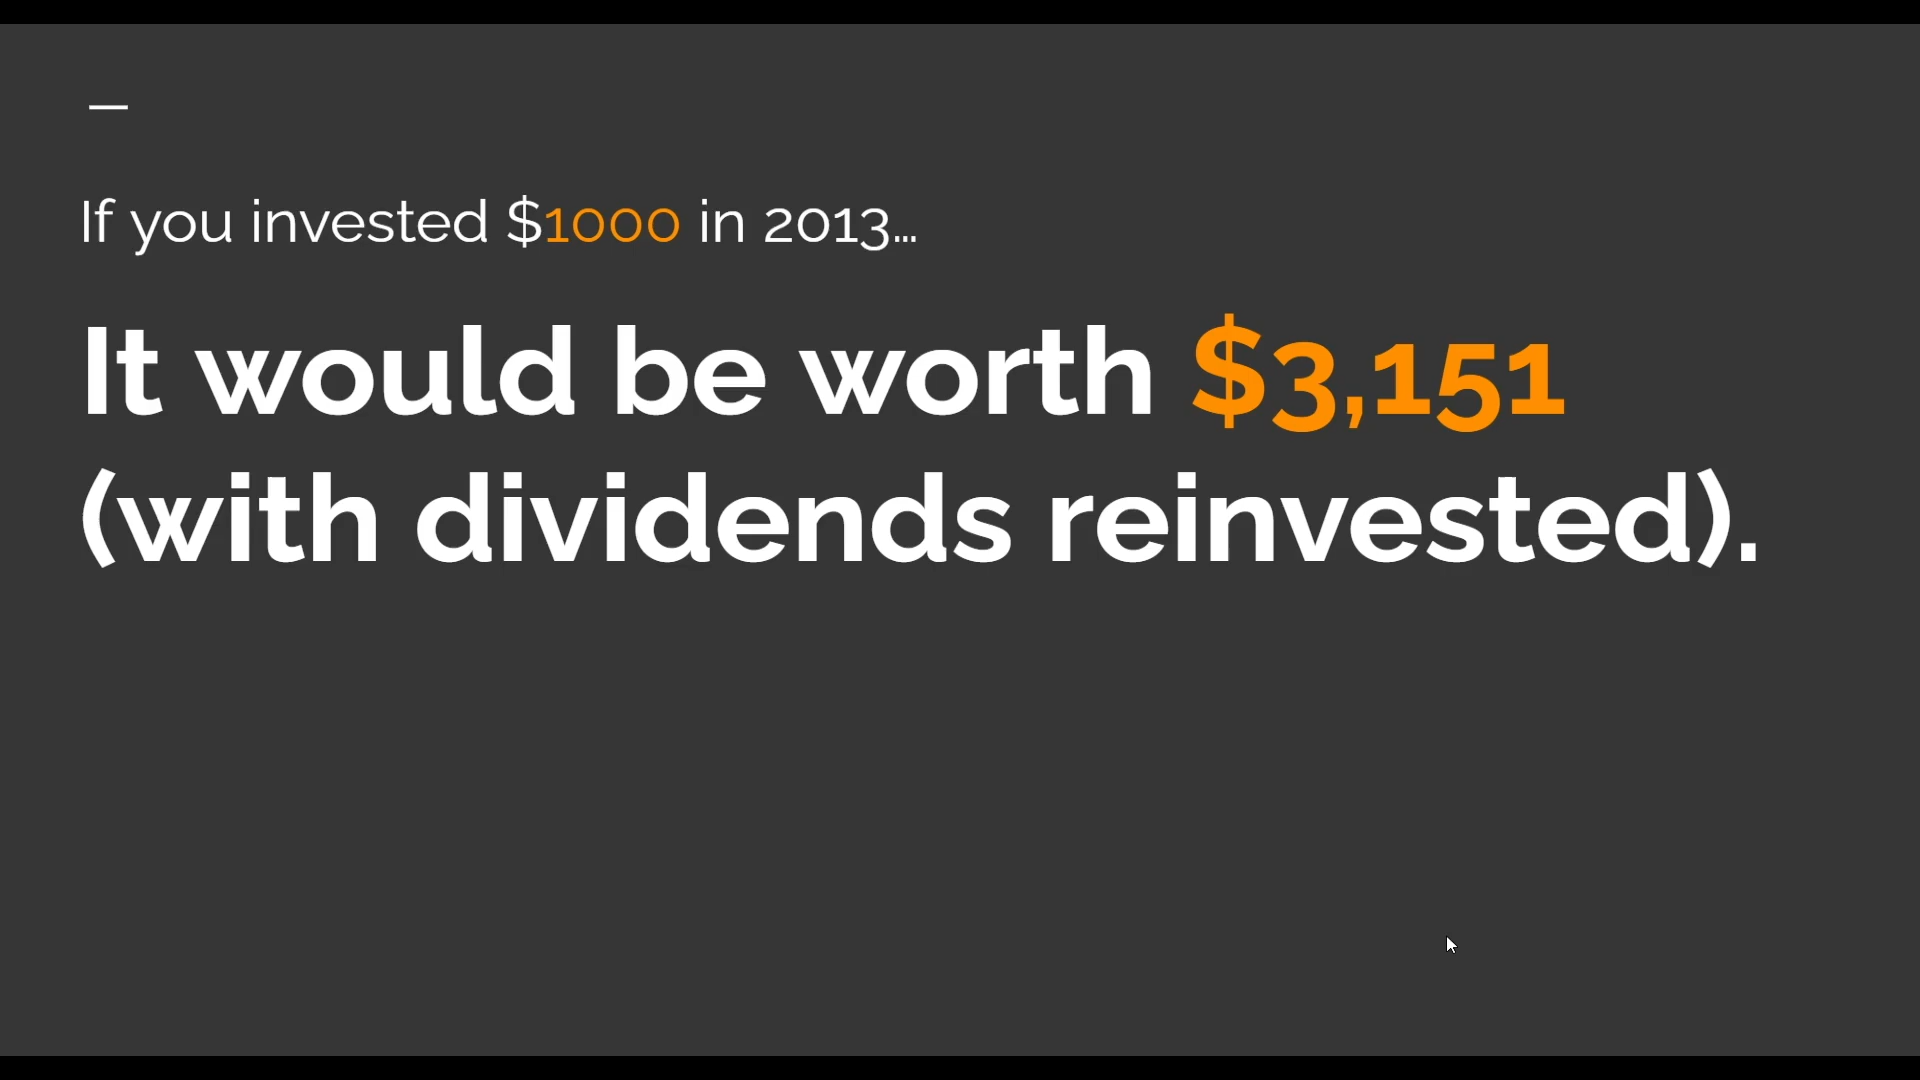 If you invested $1000 in 2013...
It would be worth $3,151
(with dividends reinvested).